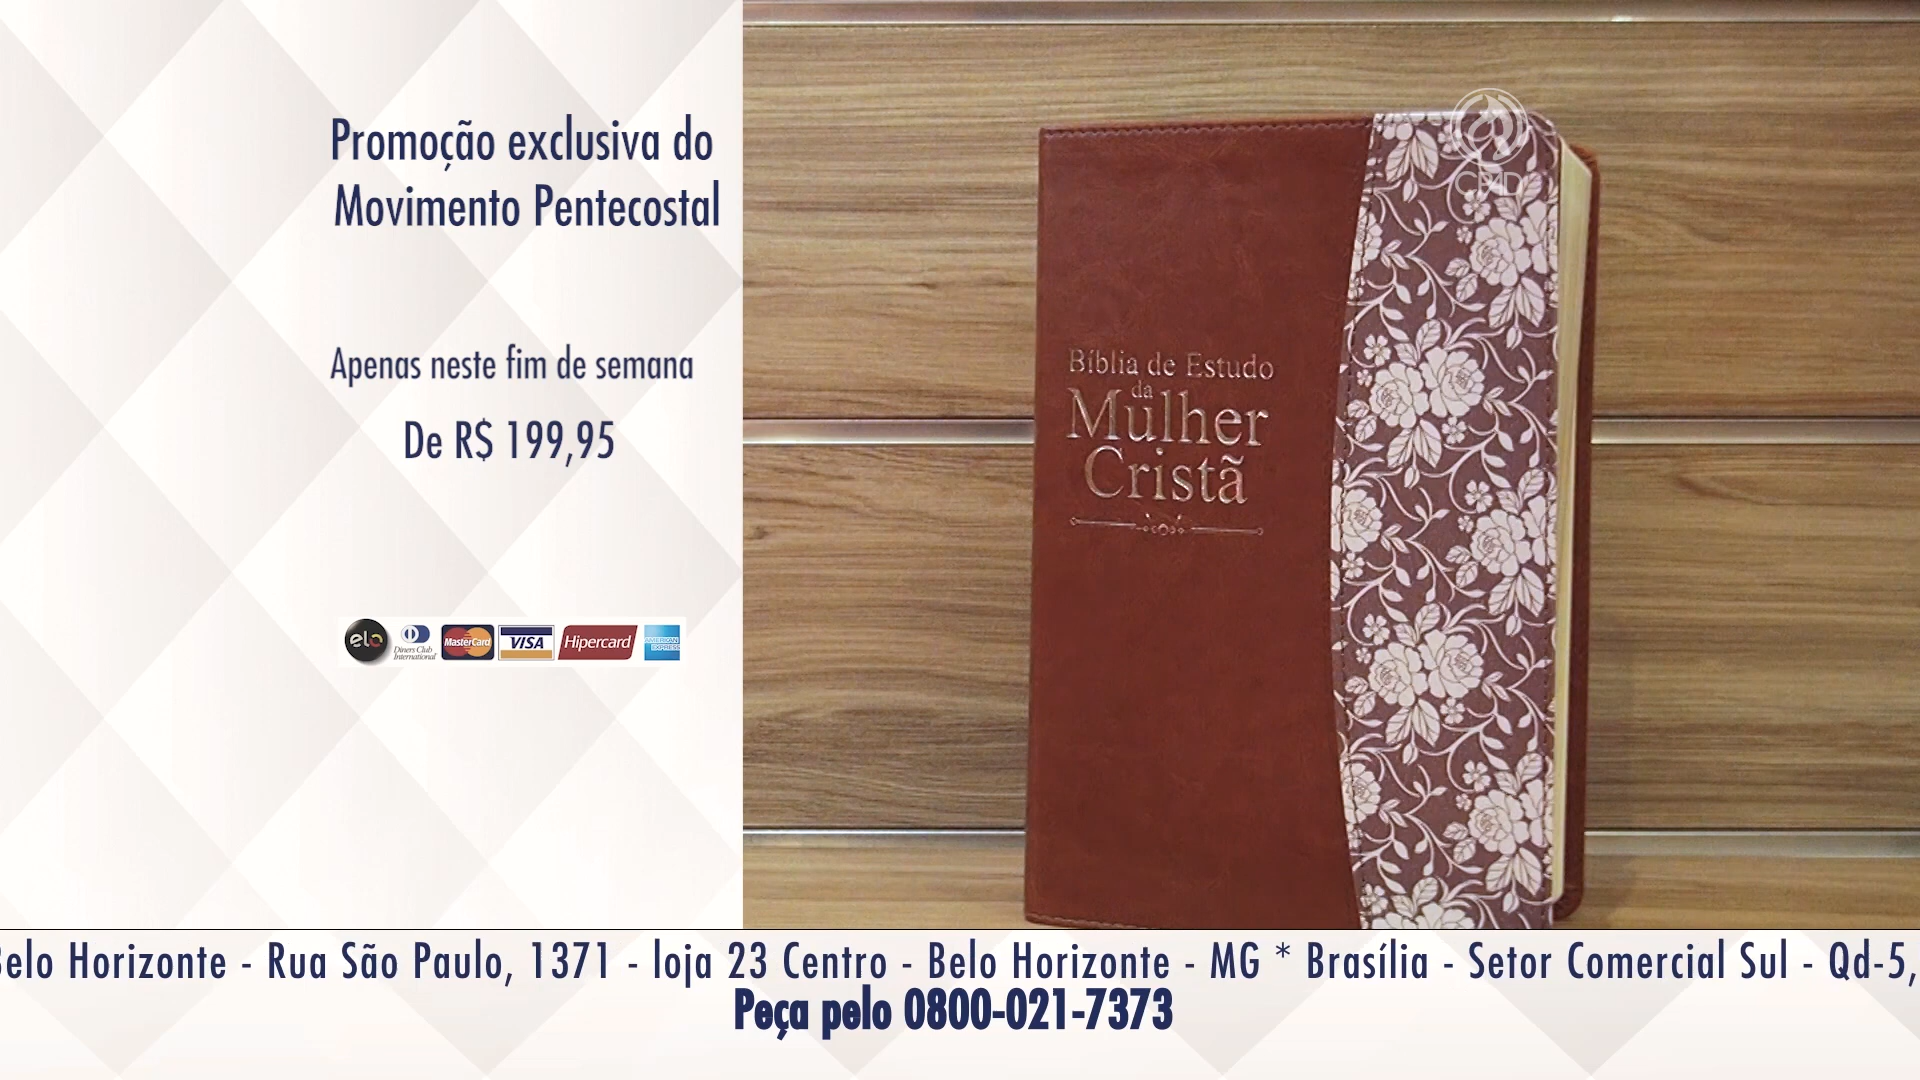 Promoção exclusiva do
Movimento Pentecostal
Apenas neste fim de semana
De R$ 199,95
elo
Diners Club
International
MasterCard
VISA
Hipercard
AMERICAN
EXPRESS
CPAD
Bíblia de Estudo
da
Mulher
Cristã
Belo Horizonte - Rua São Paulo, 1371 - loja 23 Centro - Belo Horizonte - MG * Brasília - Setor Comercial Sul - Qd-5,
Peça pelo 0800-021-7373